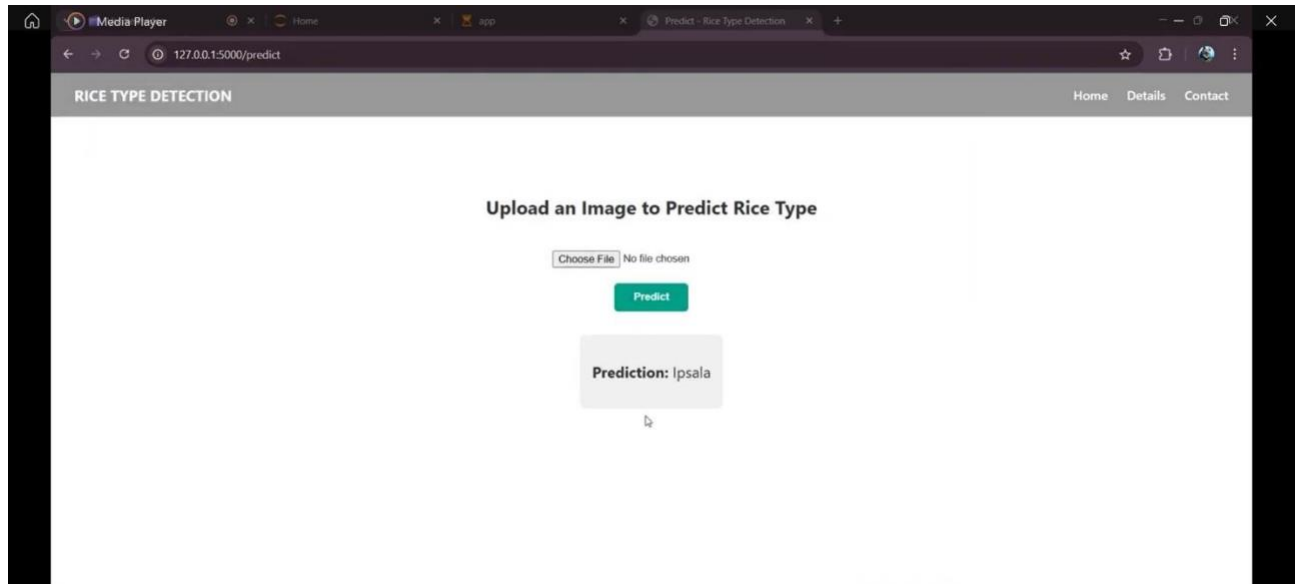 Media Player
Home
app
Predict - Rice Type Detection
127.0.0.1:5000/predict
RICE TYPE DETECTION
Home Details Contact
Upload an Image to Predict Rice Type
Choose File No file chosen
Predict
Prediction: Ipsala